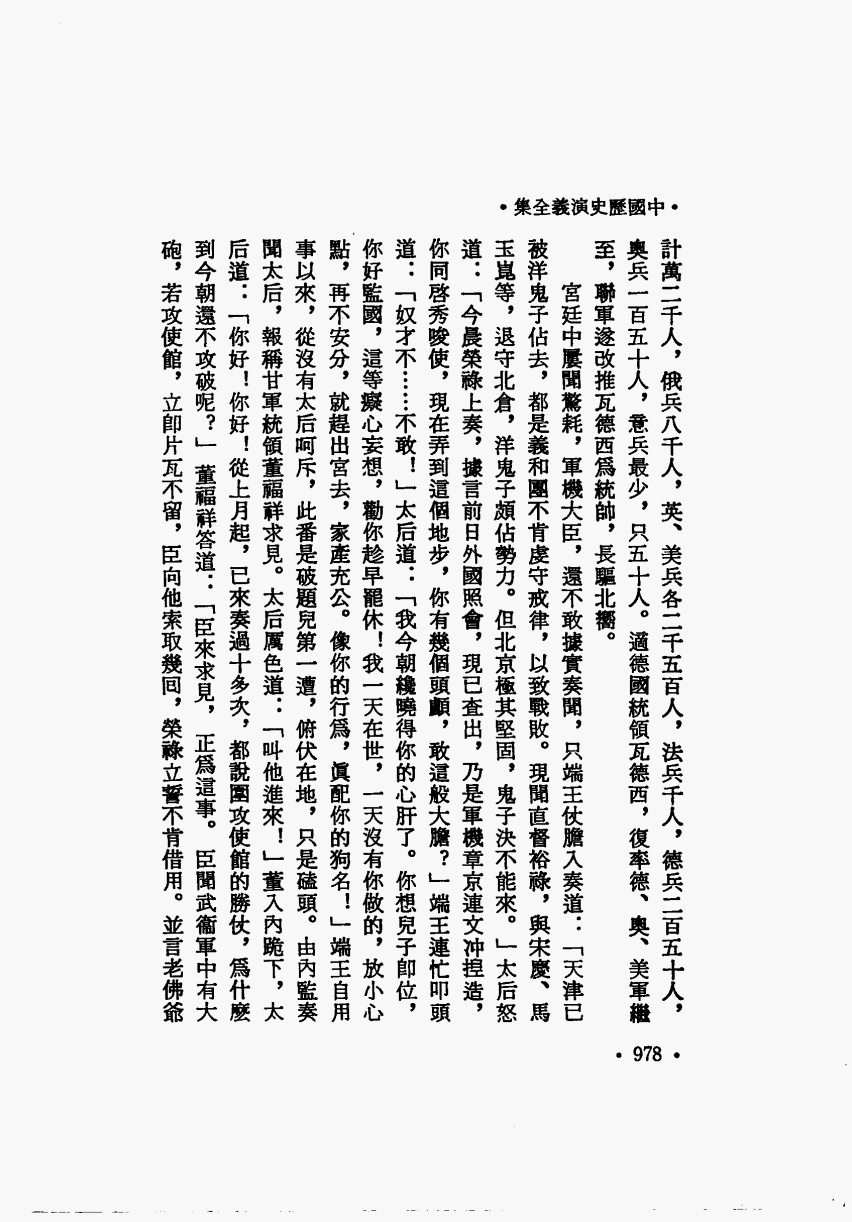 •中國歷史演義全集•
計萬二千人，俄兵八千人，英、美兵各二千五百人，法兵千人，德兵二百五十人，
奧兵一百五十人，意兵最少，只五十人。適德國統領瓦德西，復率德、奧、美軍繼
至，聯軍遂改推瓦德西爲統帥，長驅北嚮。
宮廷中屢聞驚耗，軍機大臣，還不敢據實奏聞，只端王仗膽入奏道：「天津已
被洋鬼子佔去，都是義和團不肯虔守戒律，以致戰敗。現聞直督裕祿，與宋慶、馬
玉崑等，退守北倉，洋鬼子頗佔勢力。但北京極其堅固，鬼子決不能來。」太后怒
道：「今晨榮祿上奏，據言前日外國照會，現已查出，乃是軍機章京連文冲揑造，
你同啓秀唆使，現在弄到這個地步，你有幾個頭顱，敢這般大膽？」端王連忙叩頭
道：「奴才不……不敢！」太后道：「我今朝纔曉得你的心肝了。你想兒子卽位，
你好監國，這等癡心妄想，勸你趁早罷休！我一天在世，一天沒有你做的，放小心
點，再不安分，就趕出宮去，家產充公。像你的行爲，眞配你的狗名！」端王自用
事以來，從沒有太后呵斥，此番是破題兒第一遭，俯伏在地，只是磕頭。由內監奏
聞太后，報稱甘軍統領董福祥求見。太后厲色道：「叫他進來！」董入內跪下，太
后道：「你好！你好！從上月起，已來奏過十多次，都說圍攻使館的勝仗，爲什麼
到今朝還不攻破呢？」董福祥答道：「臣來求見，正爲這事。臣聞武衞軍中有大
砲，若攻使館，立卽片瓦不留，臣向他索取幾囘，榮祿立誓不肯借用。並言老佛爺
•978•